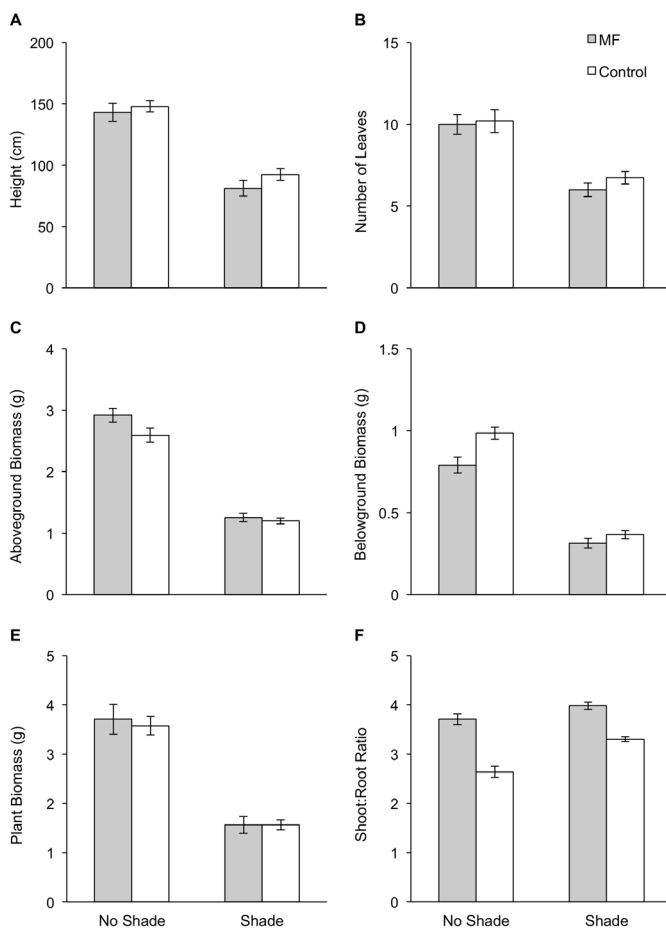 A
Height (cm)
200
150
100
50
0
B
Number of Leaves
15
10
5
0
MF
Control
C
Aboveground Biomass (g)
4
3
2
1
0
D
Belowground Biomass (g)
1.5
1
0.5
0
E
Plant Biomass (g)
5
4
3
2
1
0
No Shade Shade
F
Shoot:Root Ratio
5
4
3
2
1
0
No Shade Shade